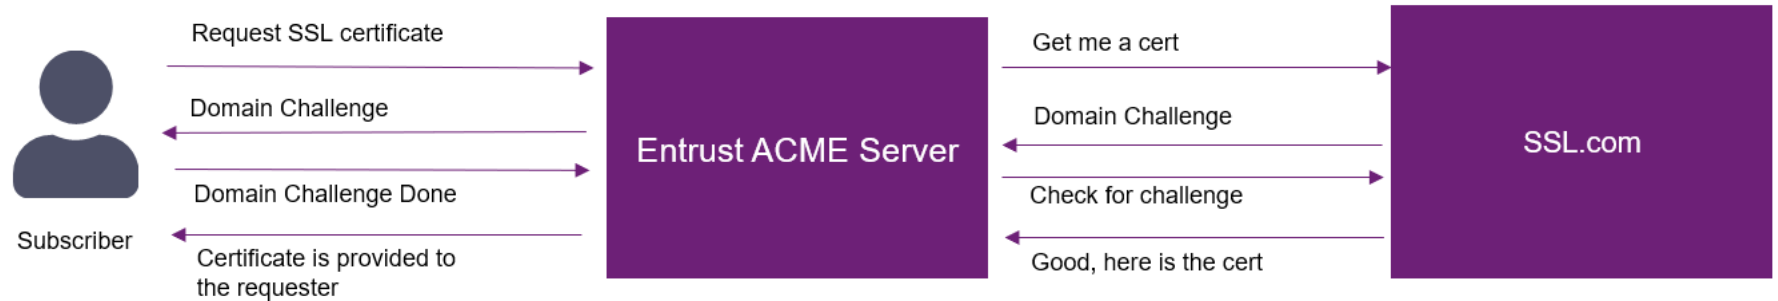 Request SSL certificate
Domain Challenge
Domain Challenge Done
Subscriber
Certificate is provided to
the requester
Entrust ACME Server
Get me a cert
Domain Challenge
Check for challenge
Good, here is the cert
SSL.com